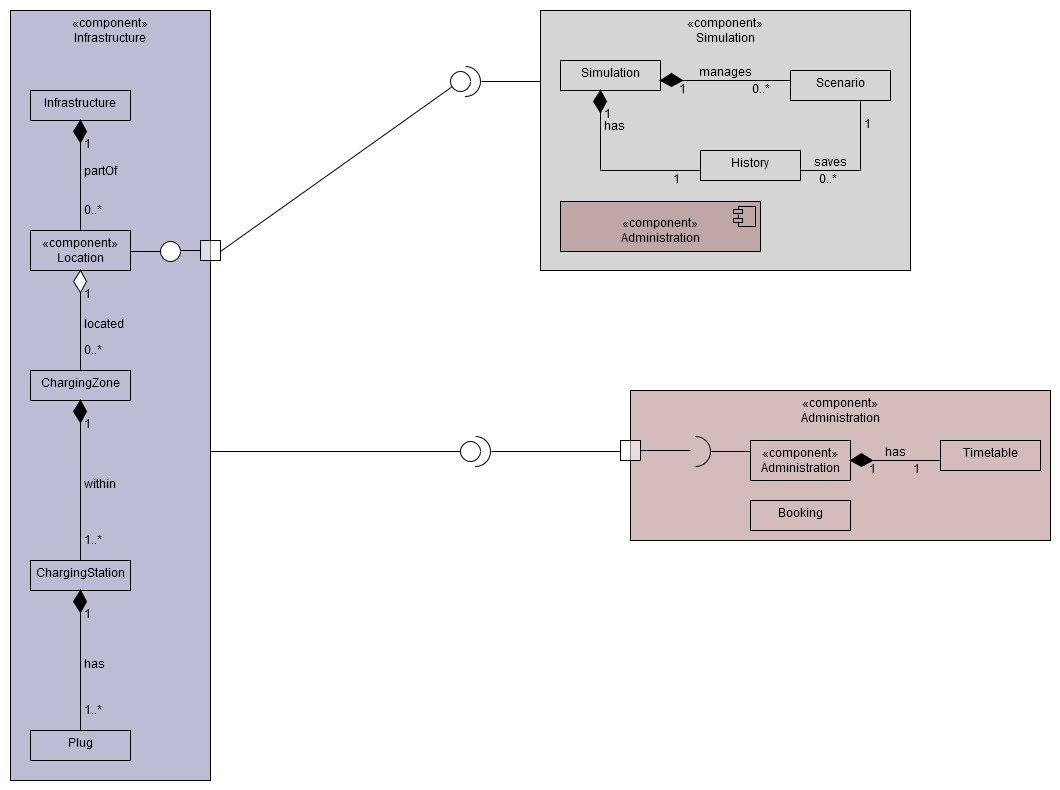 «component»
Infrastructure
Infrastructure
1
partOf
0..*
«component»
Location
1
located
0..*
ChargingZone
1
within
1..*
ChargingStation
1
has
1..*
Plug
«component»
Simulation
Simulation
manages
1
0..*
Scenario
1
has
1
History
saves
0..*
1
«component»
Administration
«component»
Administration
«component»
Administration
has
1
1
Timetable
Booking